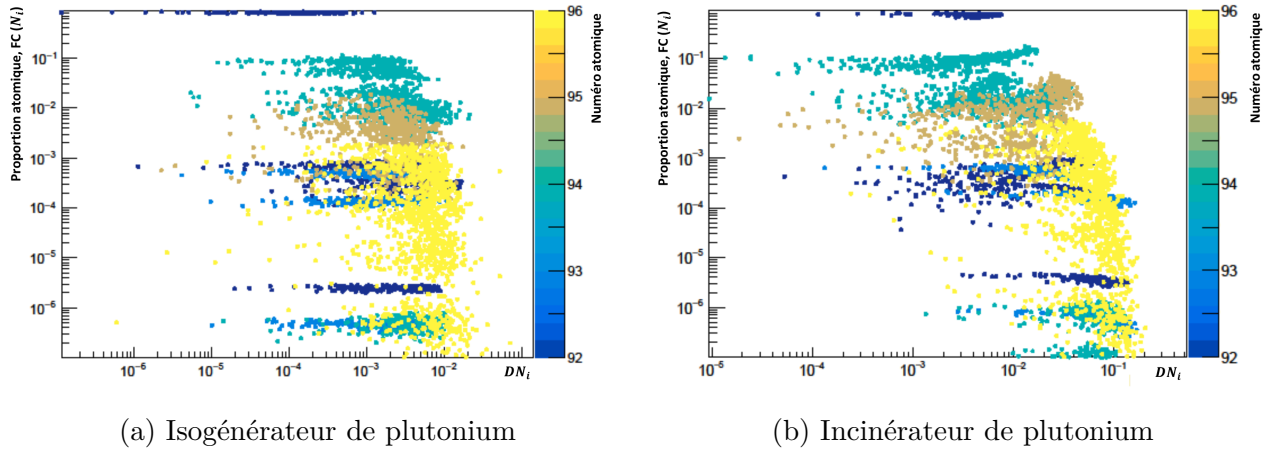 Proportion atomique, FC (Nᵢ)
10⁻¹
10⁻²
10⁻³
10⁻⁴
10⁻⁵
10⁻⁶
10⁻⁶ 10⁻⁵ 10⁻⁴ 10⁻³ 10⁻² DNᵢ
96
95
94
93
92
Numéro atomique
(a) Isogénérateur de plutonium
Proportion atomique, FC (Nᵢ)
10⁻¹
10⁻²
10⁻³
10⁻⁴
10⁻⁵
10⁻⁶
10⁻⁵ 10⁻⁴ 10⁻³ 10⁻² 10⁻¹ DNᵢ
96
95
94
93
92
Numéro atomique
(b) Incinérateur de plutonium